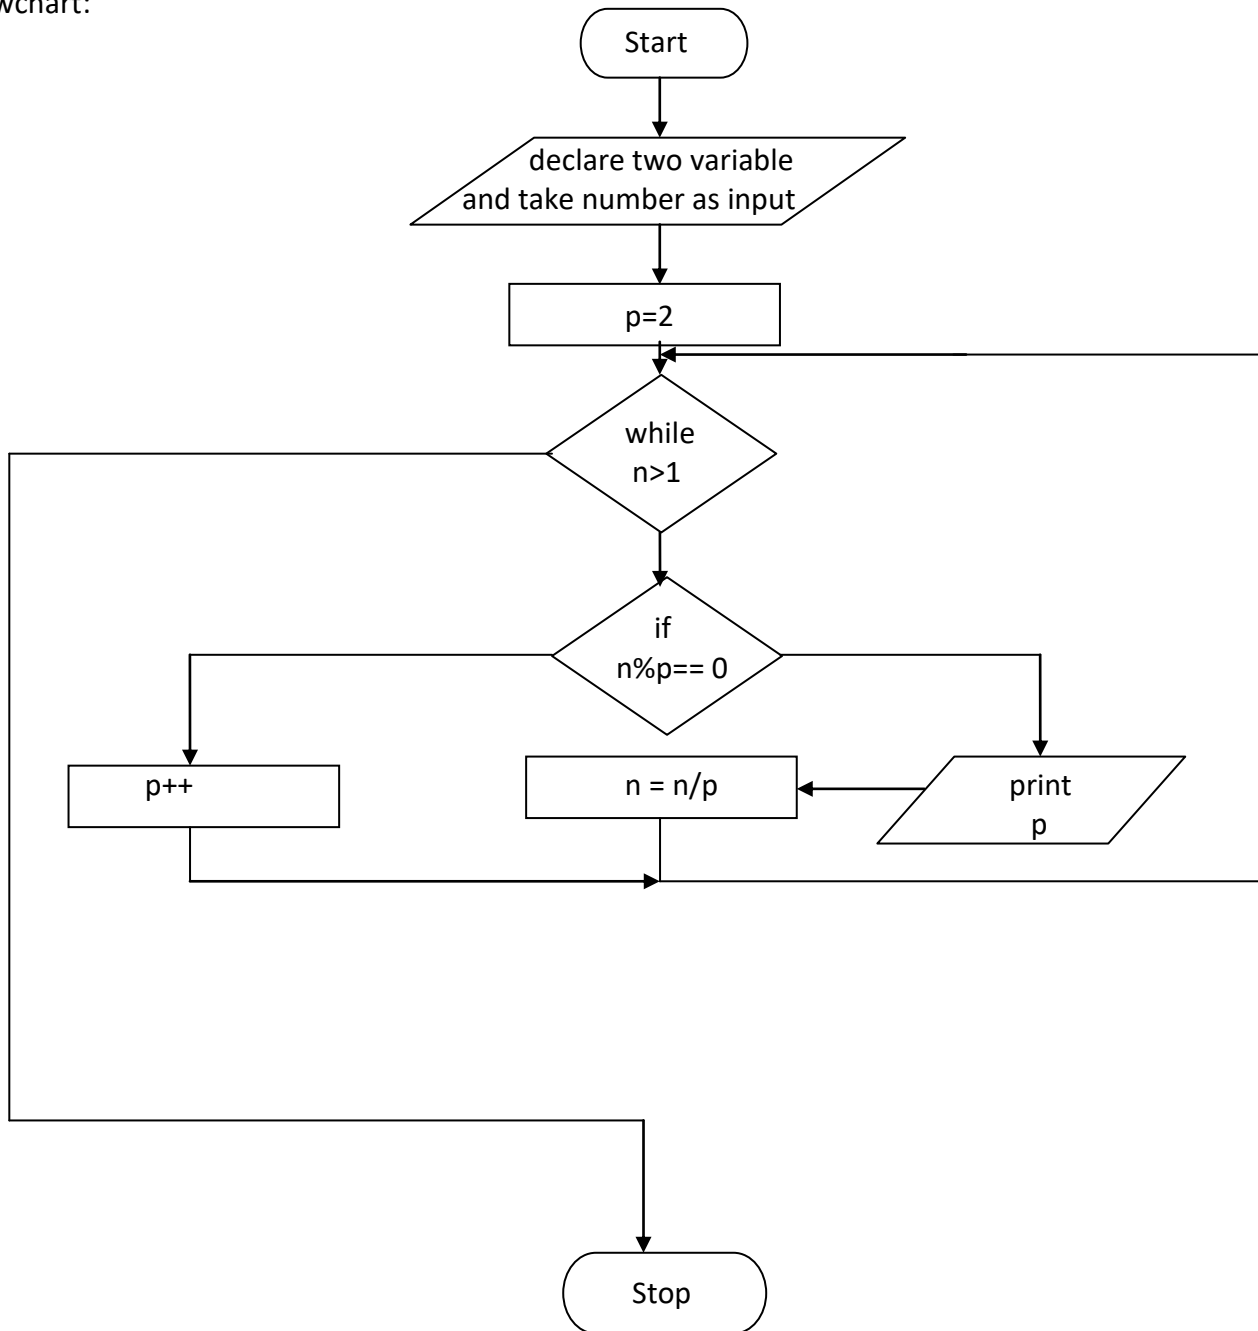 wchart:
Start
declare two variable
and take number as input
p=2
while
n>1
if
n%p== 0
p++
n = n/p
print
p
Stop